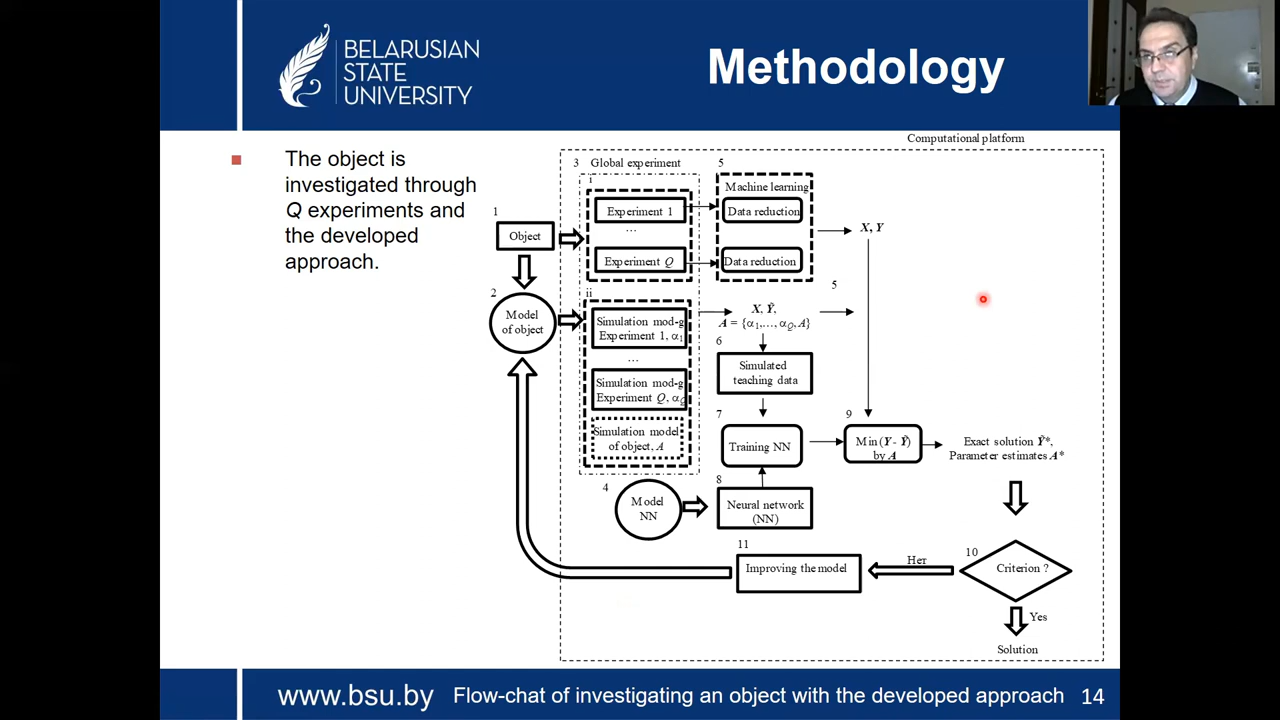 BELARUSIAN
STATE
UNIVERSITY
Methodology
The object is
investigated through
Q experiments and
the developed
approach.
Computational platform
3 Global experiment
5
i
Machine learning
1
Experiment 1
Data reduction
Object
...
X, Y
Experiment Q
Data reduction
2
ii
5
Model
of object
Simulation mod-g
Experiment 1, α1
X, Ŷ,
A = {α1,..., αQ, A}
...
6
Simulated
teaching data
Simulation mod-g
Experiment Q, αQ
7
9
Simulation model
of object, A
Training NN
Min (Y - Ŷ)
by A
Exact solution Ŷ*,
Parameter estimates A*
4
8
Model
NN
Neural network
(NN)
11
10
Improving the model
Нет
Criterion ?
Yes
Solution
www.bsu.by Flow-chat of investigating an object with the developed approach 14